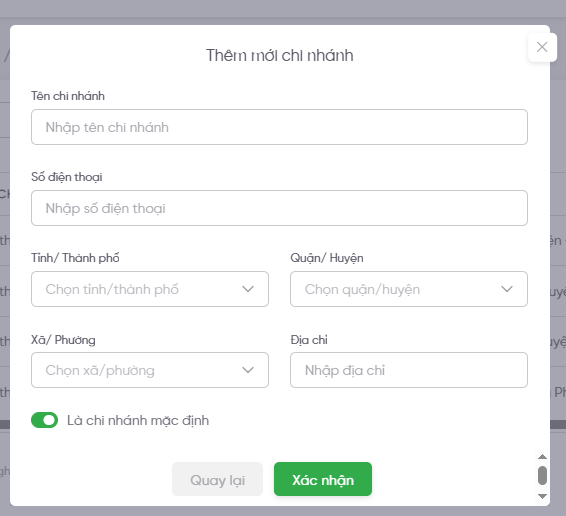 Thêm mới chi nhánh
Tên chi nhánh
Nhập tên chi nhánh
Số điện thoại
Nhập số điện thoại
Tỉnh/ Thành phố
Quận/ Huyện
Chọn tỉnh/thành phố
Chọn quận/huyện
Xã/ Phường
Địa chỉ
Chọn xã/phường
Nhập địa chỉ
Là chi nhánh mặc định
Quay lại
Xác nhận